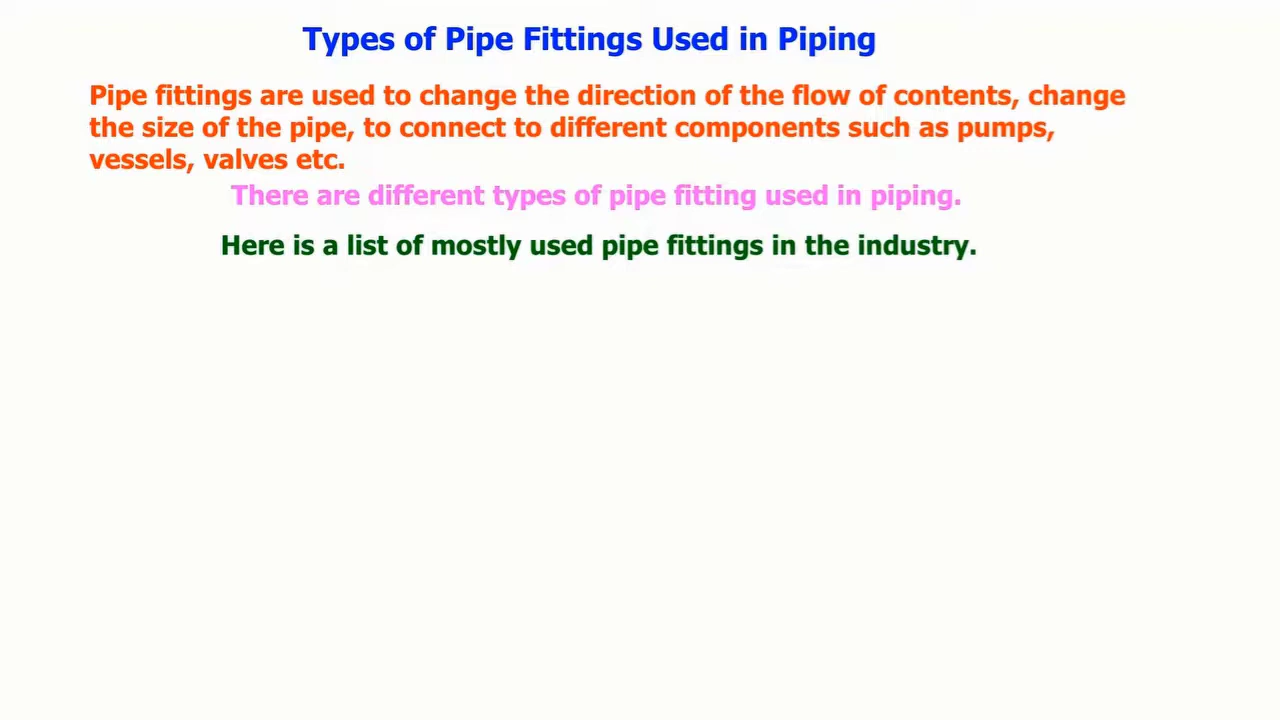 Types of Pipe Fittings Used in Piping
Pipe fittings are used to change the direction of the flow of contents, change
the size of the pipe, to connect to different components such as pumps,
vessels, valves etc.
There are different types of pipe fitting used in piping.
Here is a list of mostly used pipe fittings in the industry.